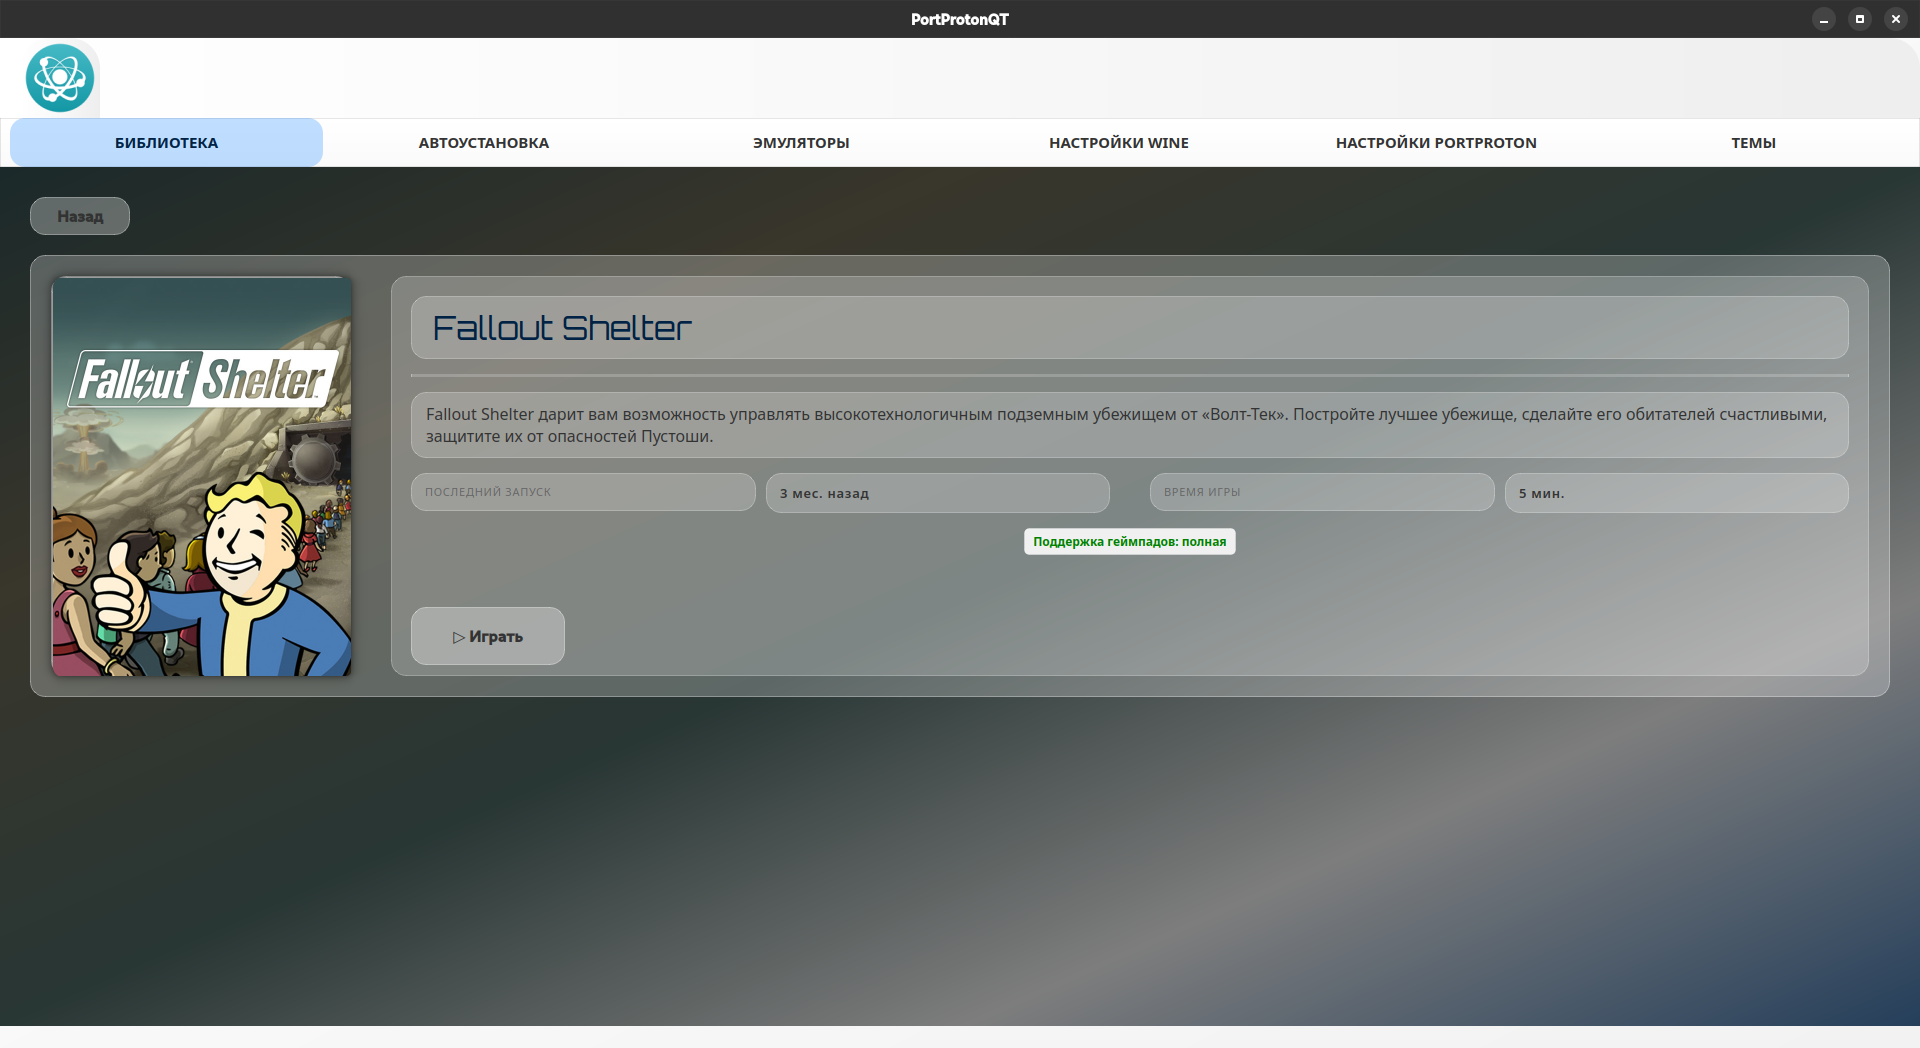 PortProtonQT
БИБЛИОТЕКА
АВТОУСТАНОВКА
ЭМУЛЯТОРЫ
НАСТРОЙКИ WINE
НАСТРОЙКИ PORTPROTON
ТЕМЫ
Назад
Fallout Shelter
Fallout Shelter
Fallout Shelter дарит вам возможность управлять высокотехнологичным подземным убежищем от «Волт-Тек». Постройте лучшее убежище, сделайте его обитателей счастливыми,
защитите их от опасностей Пустоши.
ПОСЛЕДНИЙ ЗАПУСК
3 мес. назад
ВРЕМЯ ИГРЫ
5 мин.
Поддержка геймпадов: полная
▷ Играть